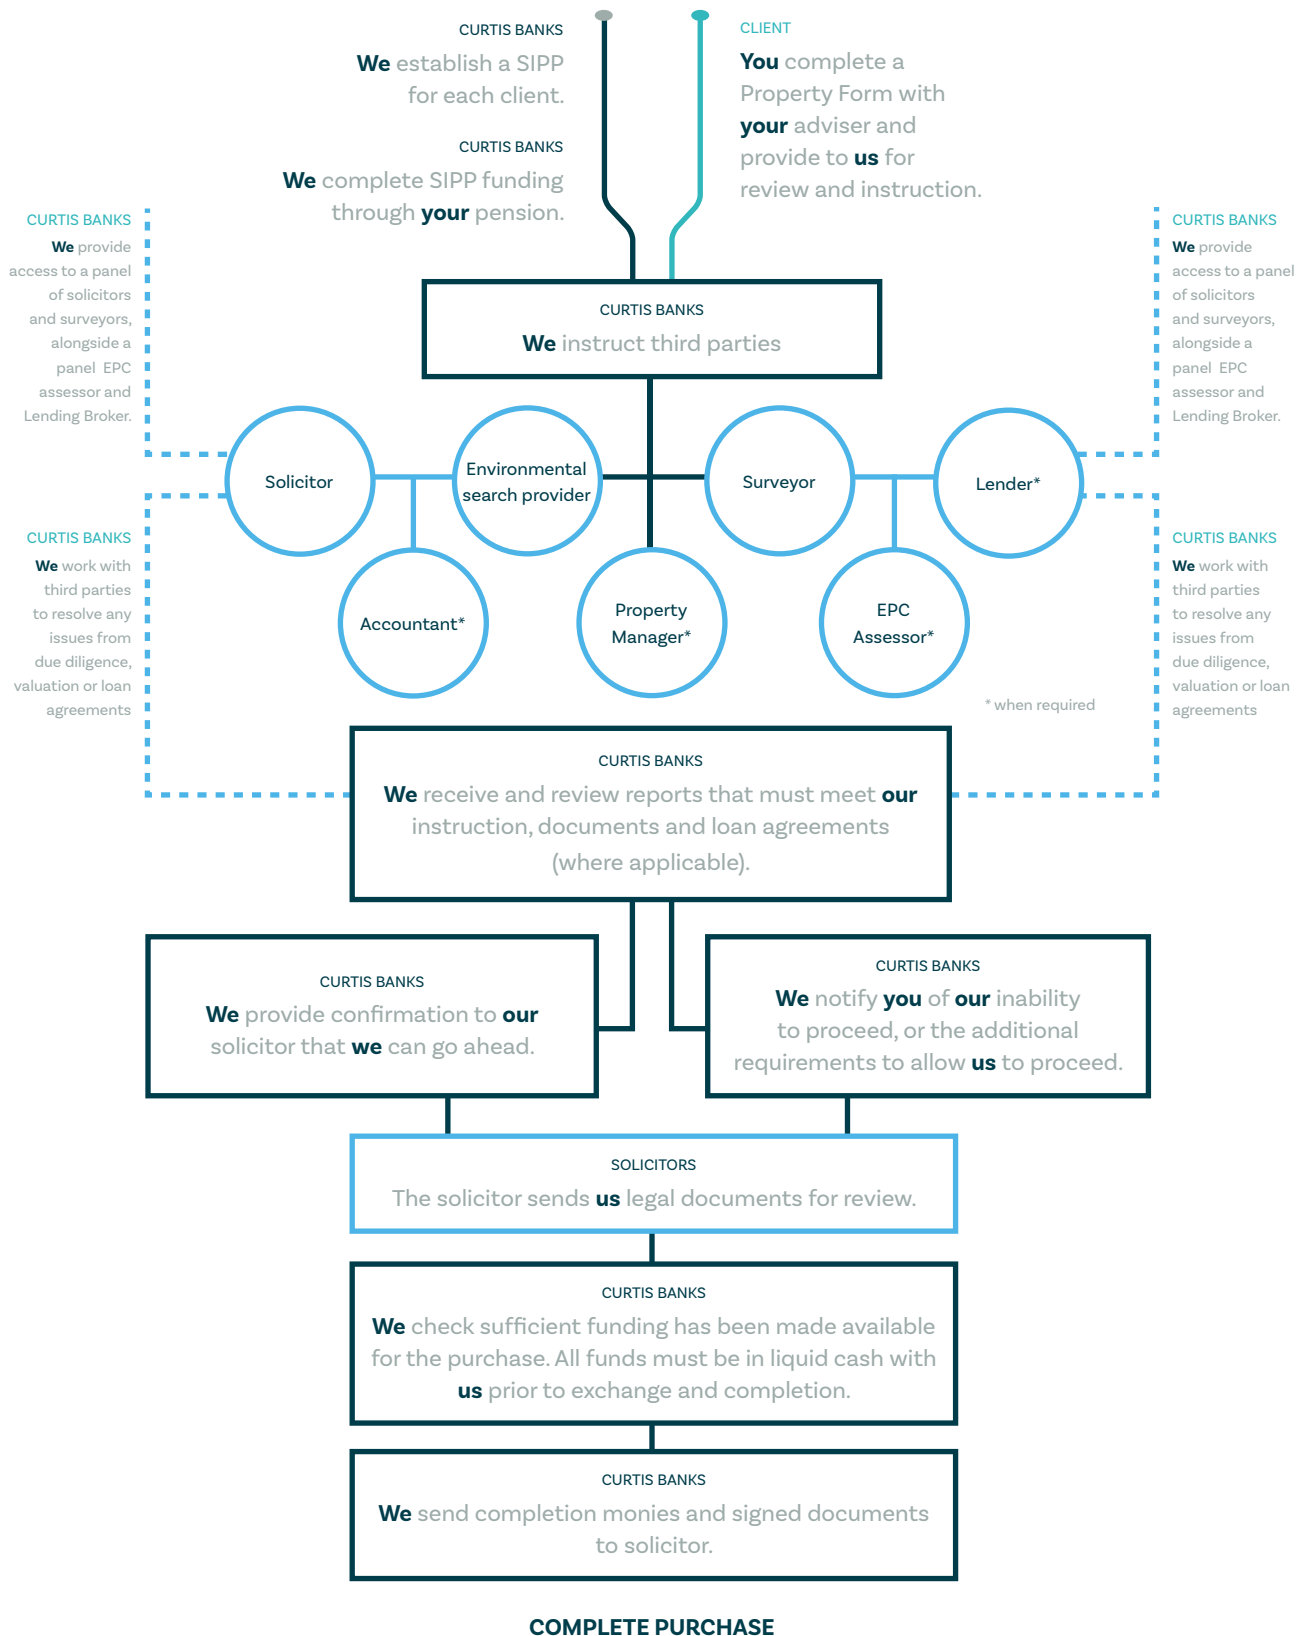 CURTIS BANKS
We establish a SIPP
for each client.
CURTIS BANKS
We complete SIPP funding
through your pension.
CLIENT
You complete a
Property Form with
your adviser and
provide to us for
review and instruction.
CURTIS BANKS
We provide
access to a panel
of solicitors
and surveyors,
alongside a
panel EPC
assessor and
Lending Broker.
CURTIS BANKS
We instruct third parties
CURTIS BANKS
We provide
access to a panel
of solicitors
and surveyors,
alongside a
panel EPC
assessor and
Lending Broker.
Solicitor
Environmental
search provider
Surveyor
Lender*
CURTIS BANKS
We work with
third parties
to resolve any
issues from
due diligence,
valuation or loan
agreements
Accountant*
Property
Manager*
EPC
Assessor*
CURTIS BANKS
We work with
third parties
to resolve any
issues from
due diligence,
valuation or loan
agreements
* when required
CURTIS BANKS
We receive and review reports that must meet our
instruction, documents and loan agreements
(where applicable).
CURTIS BANKS
We provide confirmation to our
solicitor that we can go ahead.
CURTIS BANKS
We notify you of our inability
to proceed, or the additional
requirements to allow us to proceed.
SOLICITORS
The solicitor sends us legal documents for review.
CURTIS BANKS
We check sufficient funding has been made available
for the purchase. All funds must be in liquid cash with
us prior to exchange and completion.
CURTIS BANKS
We send completion monies and signed documents
to solicitor.
COMPLETE PURCHASE